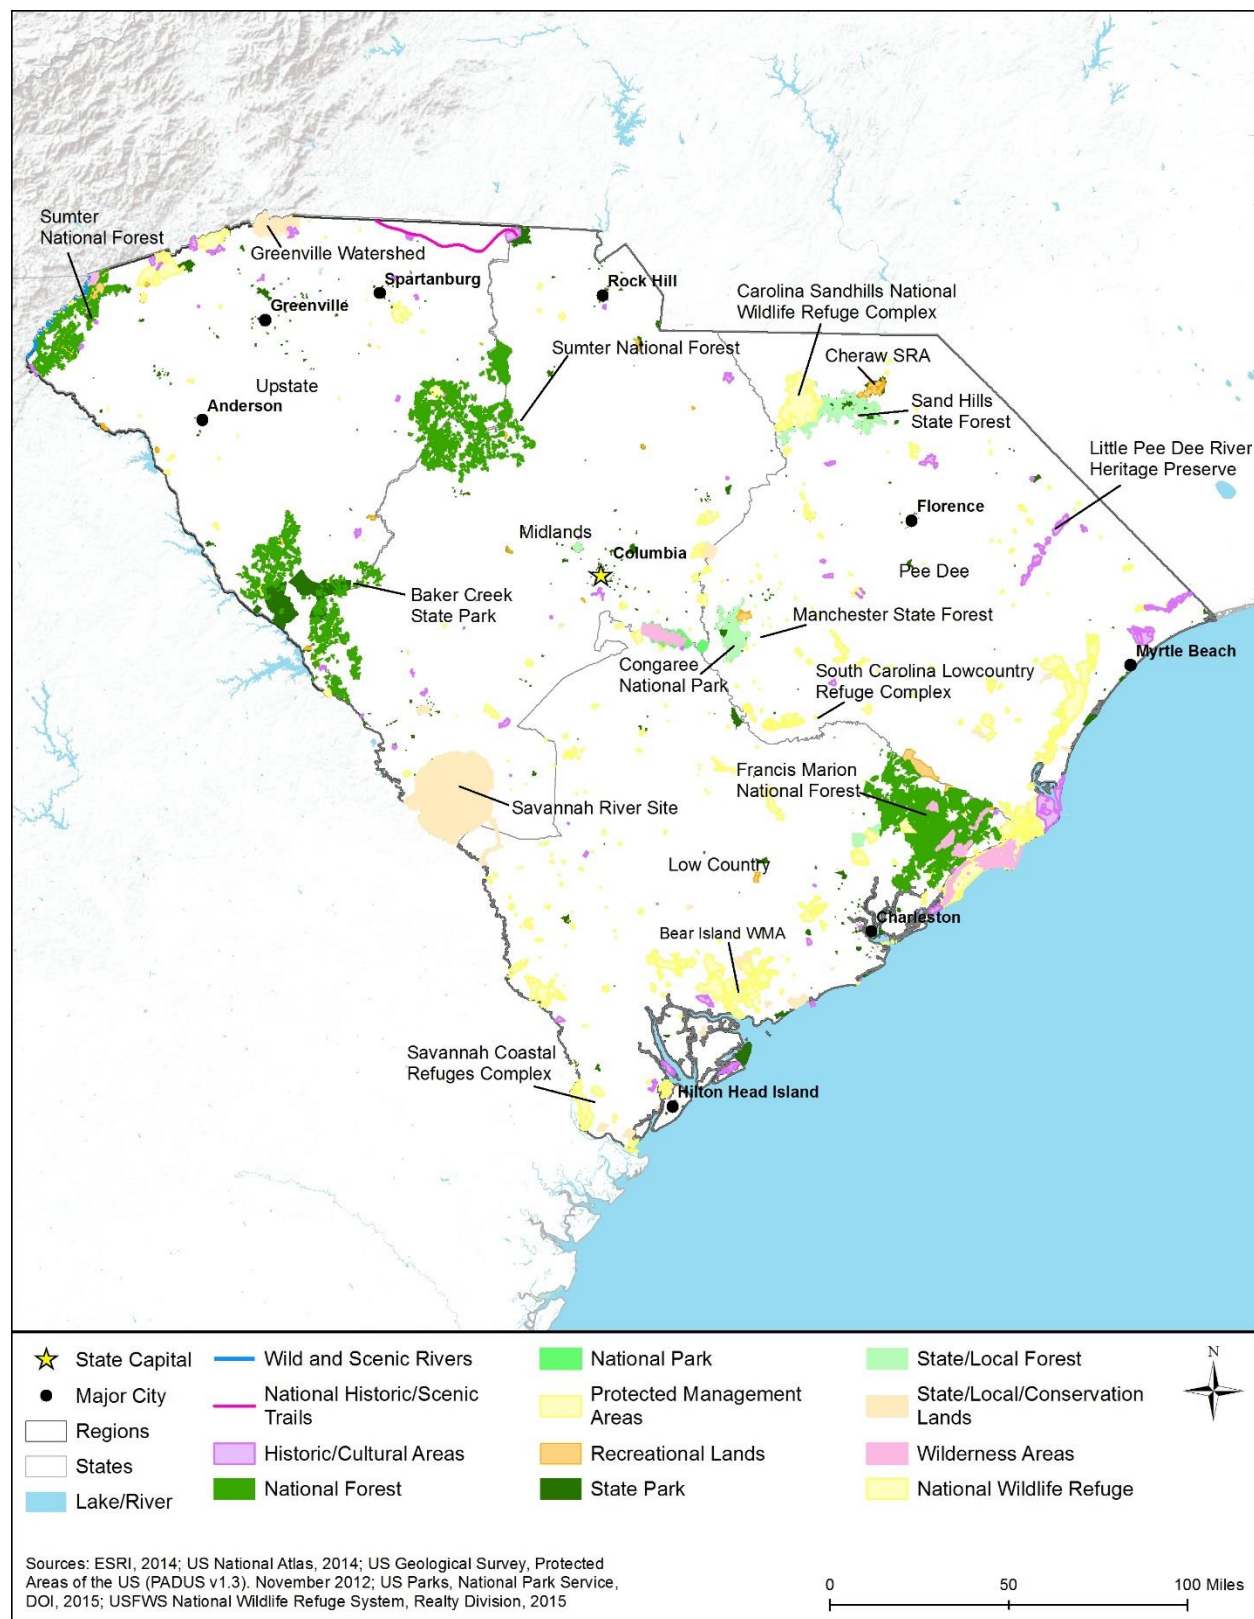 Sumter
National Forest
Greenville Watershed
Spartanburg
Rock Hill
Greenville
Carolina Sandhills National
Wildlife Refuge Complex
Sumter National Forest
Cheraw SRA
Upstate
Anderson
Sand Hills
State Forest
Little Pee Dee River
Heritage Preserve
Florence
Midlands
Columbia
Pee Dee
Baker Creek
State Park
Manchester State Forest
Congaree
National Park
Myrtle Beach
South Carolina Lowcountry
Refuge Complex
Francis Marion
National Forest
Savannah River Site
Low Country
Charleston
Bear Island WMA
Savannah Coastal
Refuges Complex
Hilton Head Island
State Capital
Major City
Regions
States
Lake/River
Wild and Scenic Rivers
National Historic/Scenic
Trails
Historic/Cultural Areas
National Forest
National Park
Protected Management
Areas
Recreational Lands
State Park
State/Local Forest
State/Local/Conservation
Lands
Wilderness Areas
National Wildlife Refuge
N
Sources: ESRI, 2014; US National Atlas, 2014; US Geological Survey, Protected
Areas of the US (PADUS v1.3). November 2012; US Parks, National Park Service,
DOI, 2015; USFWS National Wildlife Refuge System, Realty Division, 2015
0 50 100 Miles